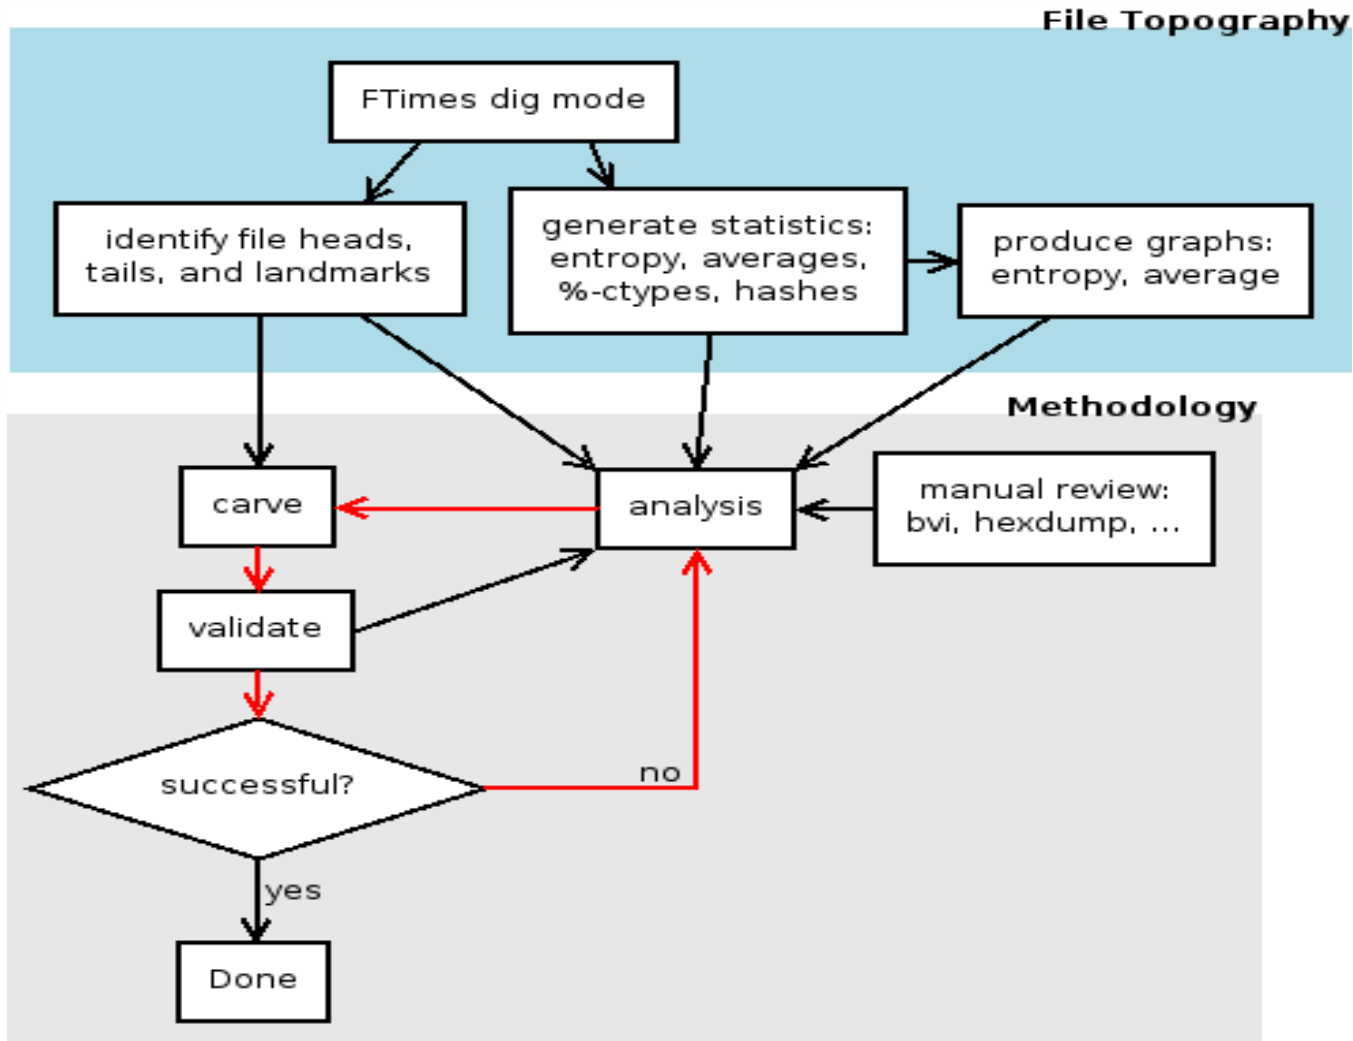 File Topography
FTimes dig mode
identify file heads,
tails, and landmarks
generate statistics:
entropy, averages,
%-ctypes, hashes
produce graphs:
entropy, average
Methodology
carve
analysis
manual review:
bvi, hexdump, ...
validate
successful?
no
yes
Done